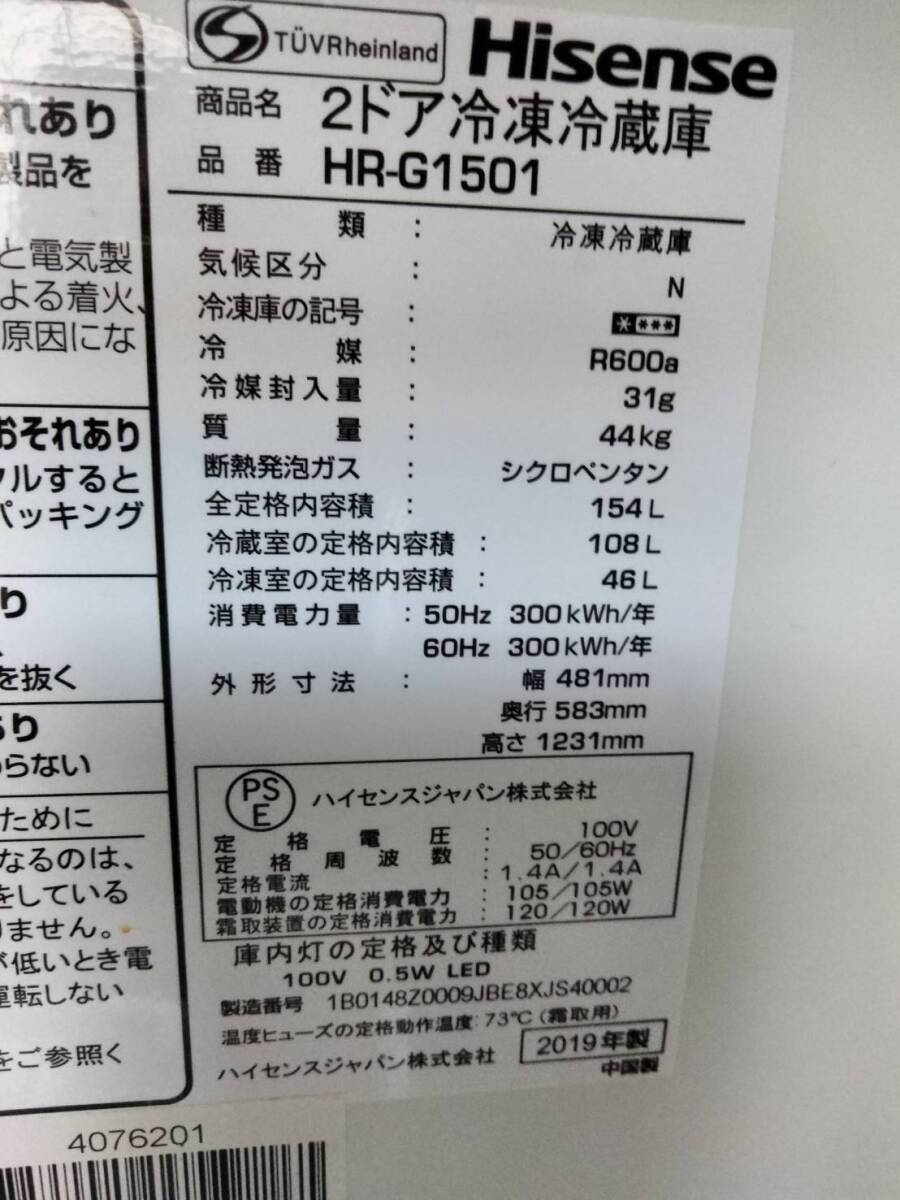 れあり
製品を
と電気製
よる着火、
原因にな
おそれあり
クルすると
パッキング
り
を抜く
あり
わらない
ために
なるのは、
をしている
りません。
が低いとき電
運転しない
をご参照く
TÜVRheinland
Hisense
商品名 2ドア冷凍冷蔵庫
品番 HR-G1501
種類 : 冷凍冷蔵庫
気候区分 : N
冷凍庫の記号 : ****
冷媒 : R600a
冷媒封入量 : 31g
質量 : 44kg
断熱発泡ガス : シクロペンタン
全定格内容積 : 154L
冷蔵室の定格内容積 : 108L
冷凍室の定格内容積 : 46L
消費電力量 : 50Hz 300kWh/年
60Hz 300kWh/年
外形寸法 : 幅 481mm
奥行 583mm
高さ 1231mm
PSE ハイセンスジャパン株式会社
定格電圧 : 100V
定格周波数 : 50/60Hz
定格電流 : 1.4A/1.4A
電動機の定格消費電力 : 105/105W
霜取装置の定格消費電力 : 120/120W
庫内灯の定格及び種類
100V 0.5W LED
製造番号 1B0148Z0009JBE8XJS40002
温度ヒューズの定格動作温度:73℃(霜取用)
ハイセンスジャパン株式会社 2019年製
中国製
4076201